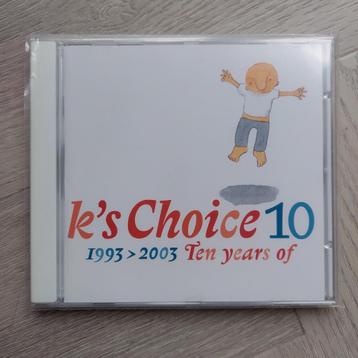 k's Choice 10
1993 > 2003 Ten years of